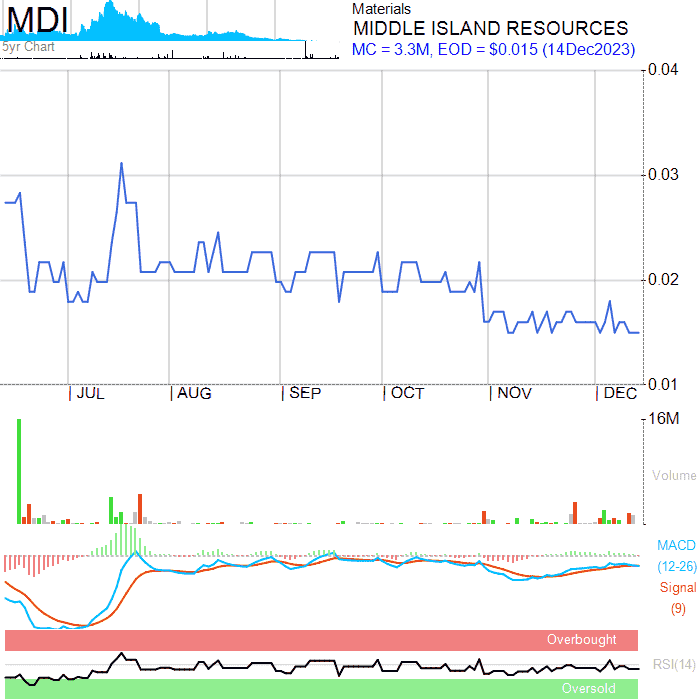 MDI
5yr Chart
Materials
MIDDLE ISLAND RESOURCES
MC = 3.3M, EOD = $0.015 (14Dec2023)
0.04
0.03
0.02
0.01
JUL
AUG
SEP
OCT
NOV
DEC
16M
Volume
MACD
(12-26)
Signal
(9)
Overbought
RSI(14)
Oversold